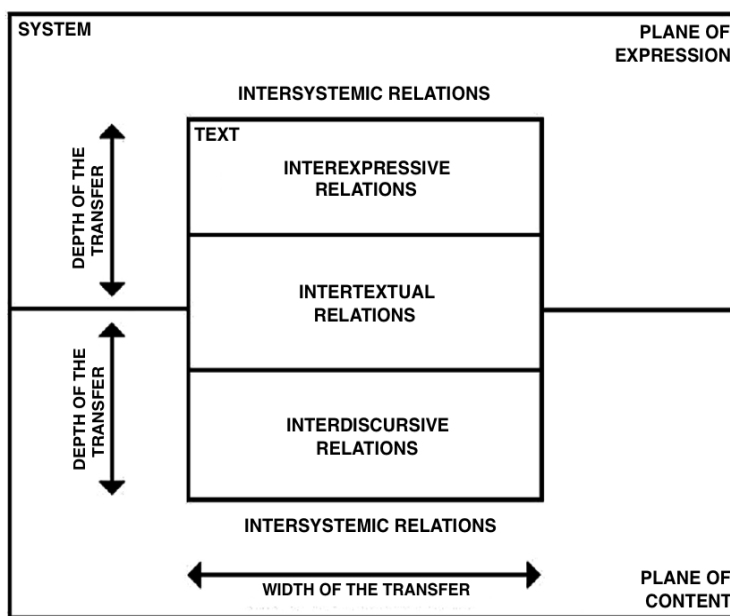 SYSTEM
PLANE OF
EXPRESSION
INTERSYSTEMIC RELATIONS
TEXT
INTEREXPRESSIVE
RELATIONS
DEPTH OF THE
TRANSFER
INTERTEXTUAL
RELATIONS
DEPTH OF THE
TRANSFER
INTERDISCURSIVE
RELATIONS
INTERSYSTEMIC RELATIONS
WIDTH OF THE TRANSFER
PLANE OF
CONTENT